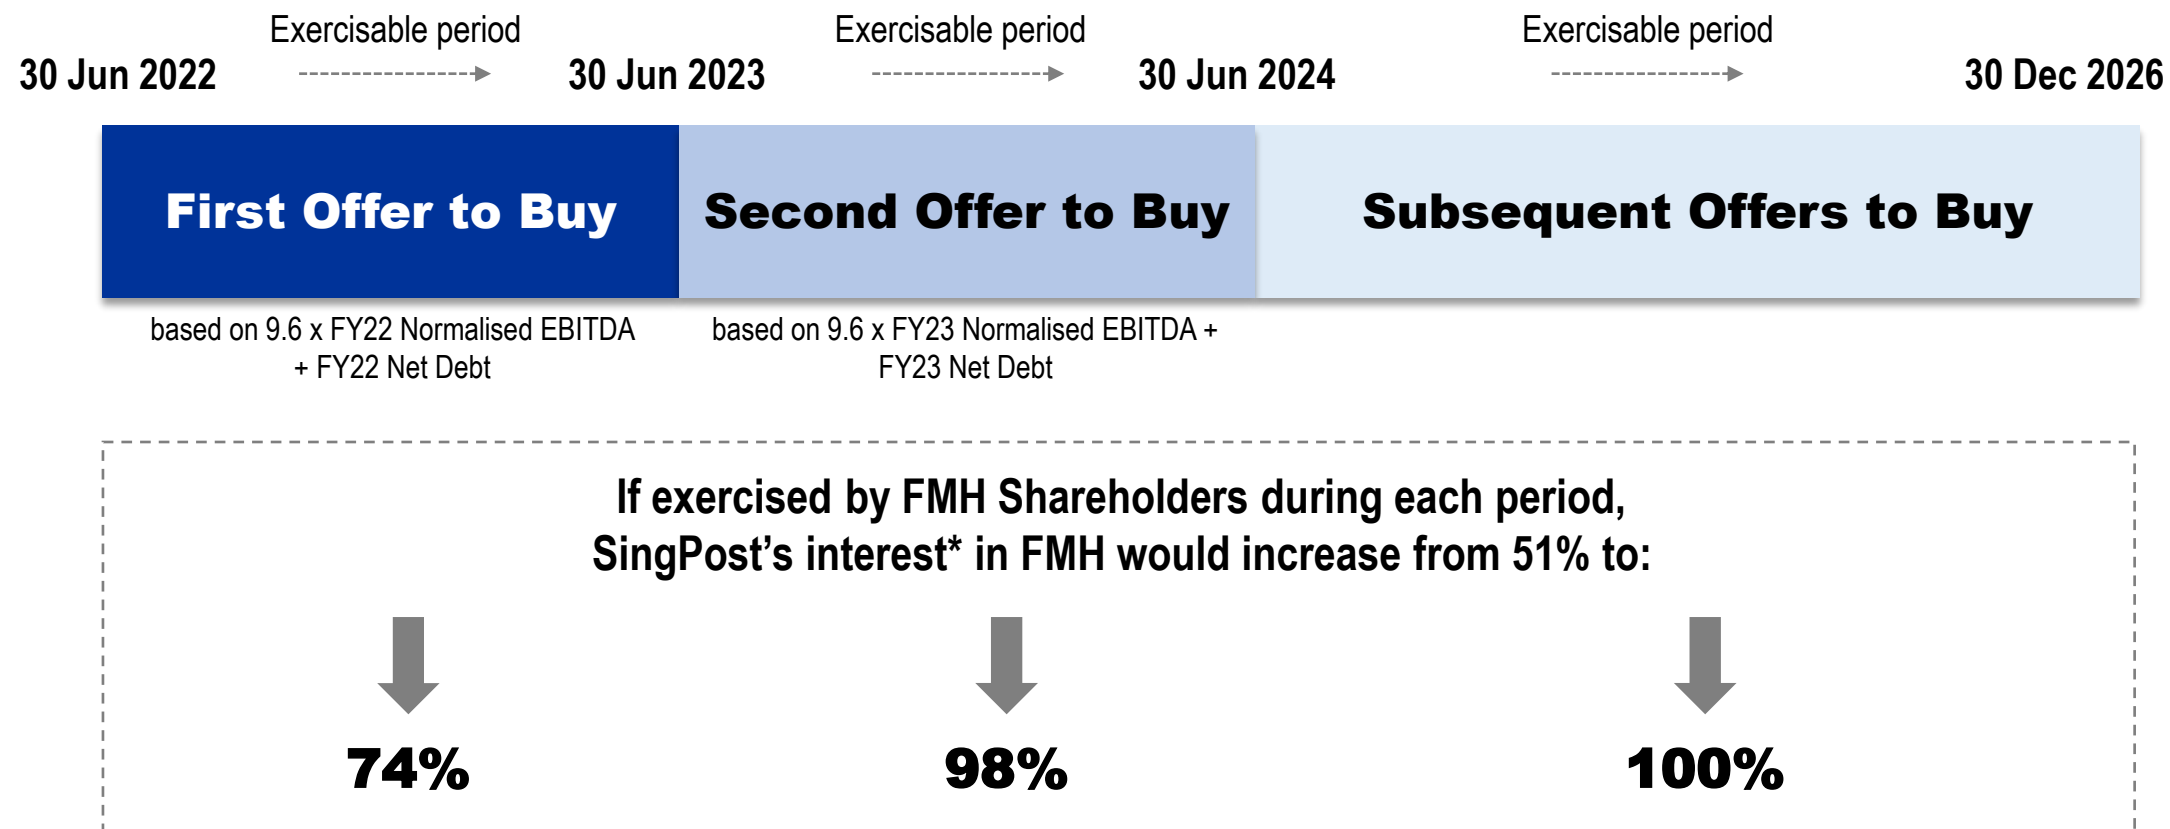 Exercisable period
Exercisable period
Exercisable period
30 Jun 2022
30 Jun 2023
30 Jun 2024
30 Dec 2026
First Offer to Buy
Second Offer to Buy
Subsequent Offers to Buy
based on 9.6 x FY22 Normalised EBITDA
+ FY22 Net Debt
based on 9.6 x FY23 Normalised EBITDA +
FY23 Net Debt
If exercised by FMH Shareholders during each period,
SingPost’s interest* in FMH would increase from 51% to:
74%
98%
100%